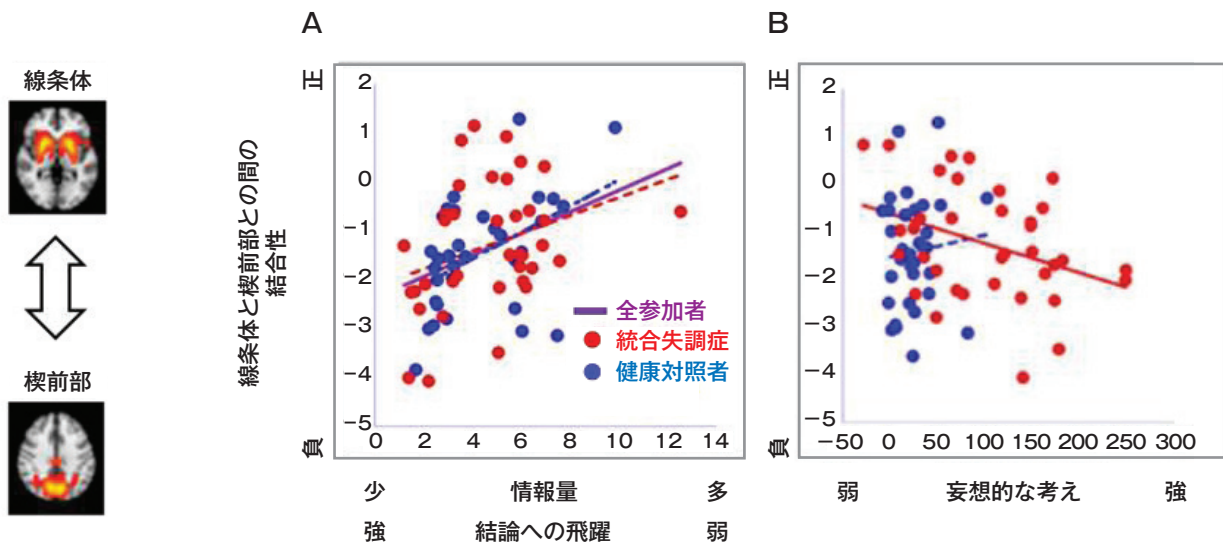 線条体
楔前部
線条体と楔前部との間の
結合性
A
正
2
1
0
−1
−2
−3
−4
−5
負
0 2 4 6 8 10 12 14
全参加者
統合失調症
健康対照者
少 情報量 多
強 結論への飛躍 弱
B
正
2
1
0
−1
−2
−3
−4
−5
負
−50 0 50 100 150 200 250 300
弱 妄想的な考え 強